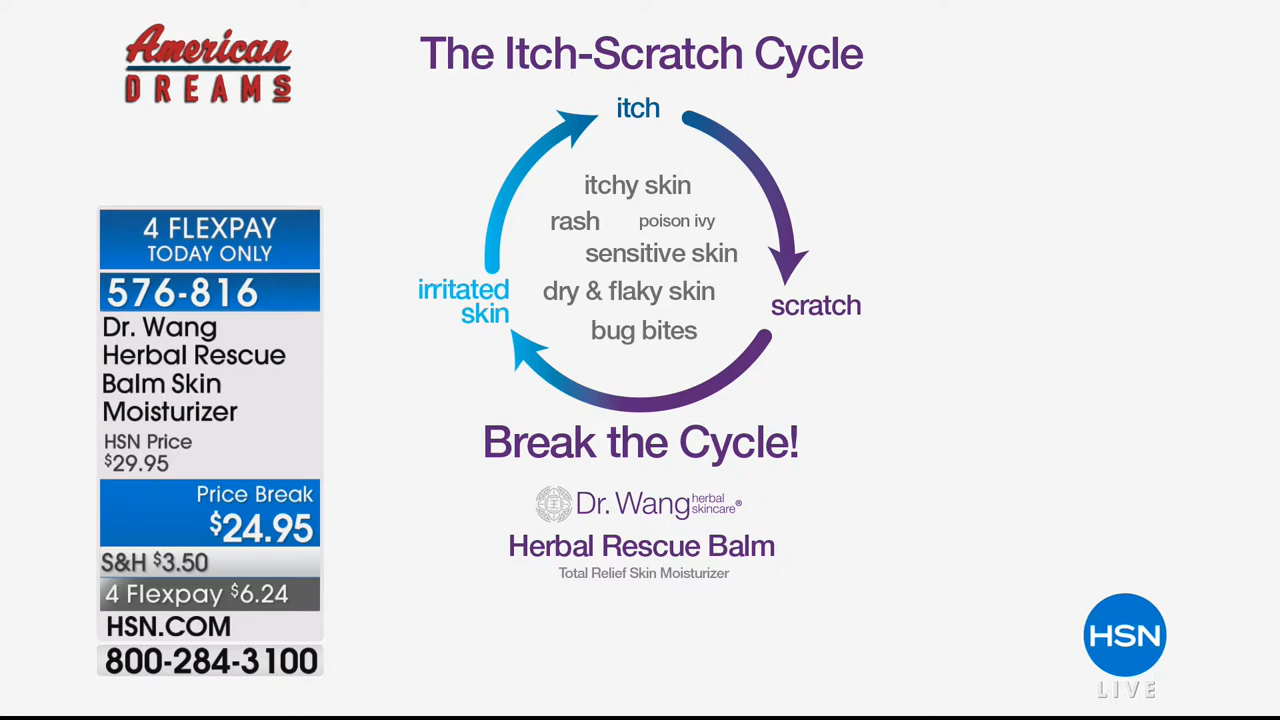 American
DREAMS
The Itch-Scratch Cycle
itch
itchy skin
rash
poison ivy
sensitive skin
dry & flaky skin
bug bites
scratch
irritated
skin
Break the Cycle!
Dr. Wang herbal
skincare®
Herbal Rescue Balm
Total Relief Skin Moisturizer
4 FLEXPAY
TODAY ONLY
576-816
Dr. Wang
Herbal Rescue
Balm Skin
Moisturizer
HSN Price
$29.95
Price Break
$24.95
S&H $3.50
4 Flexpay $6.24
HSN.COM
800-284-3100
HSN
LIVE